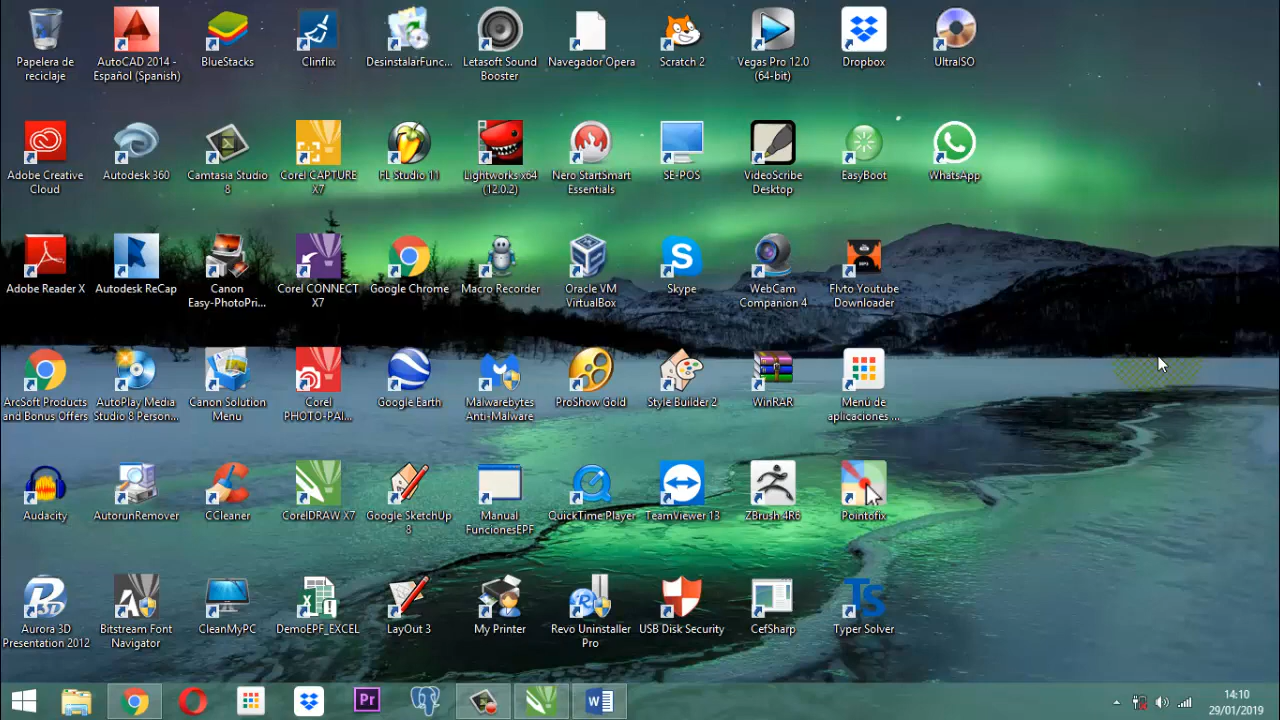 Papelera de
reciclaje
AutoCAD 2014 -
Español (Spanish)
BlueStacks
Clinflix
DesinstalarFunc...
Letasoft Sound
Booster
Navegador Opera
Scratch 2
Vegas Pro 12.0
(64-bit)
Dropbox
UltraISO
Adobe Creative
Cloud
Autodesk 360
Camtasia Studio
8
Corel CAPTURE
X7
FL Studio 11
Lightworks x64
(12.0.2)
Nero StartSmart
Essentials
SE-POS
VideoScribe
Desktop
EasyBoot
WhatsApp
Adobe Reader X
Autodesk ReCap
Canon
Easy-PhotoPri...
Corel CONNECT
X7
Google Chrome
Macro Recorder
Oracle VM
VirtualBox
Skype
WebCam
Companion 4
MP3
Flvto Youtube
Downloader
ArcSoft Products
and Bonus Offers
AutoPlay Media
Studio 8 Person...
Canon Solution
Menu
Corel
PHOTO-PAI...
Google Earth
Malwarebytes
Anti-Malware
ProShow Gold
Style Builder 2
WinRAR
Menú de
aplicaciones ...
Audacity
AutorunRemover
CCleaner
CorelDRAW X7
Google SketchUp
8
Manual
FuncionesEPF
QuickTime Player
TeamViewer 13
ZBrush 4R6
Pointofix
Aurora 3D
Presentation 2012
Bitstream Font
Navigator
CleanMyPC
DemoEPF_EXCEL
LayOut 3
My Printer
Revo Uninstaller
Pro
USB Disk Security
CefSharp
TS
Typer Solver
Pr
W
14:10
29/01/2019